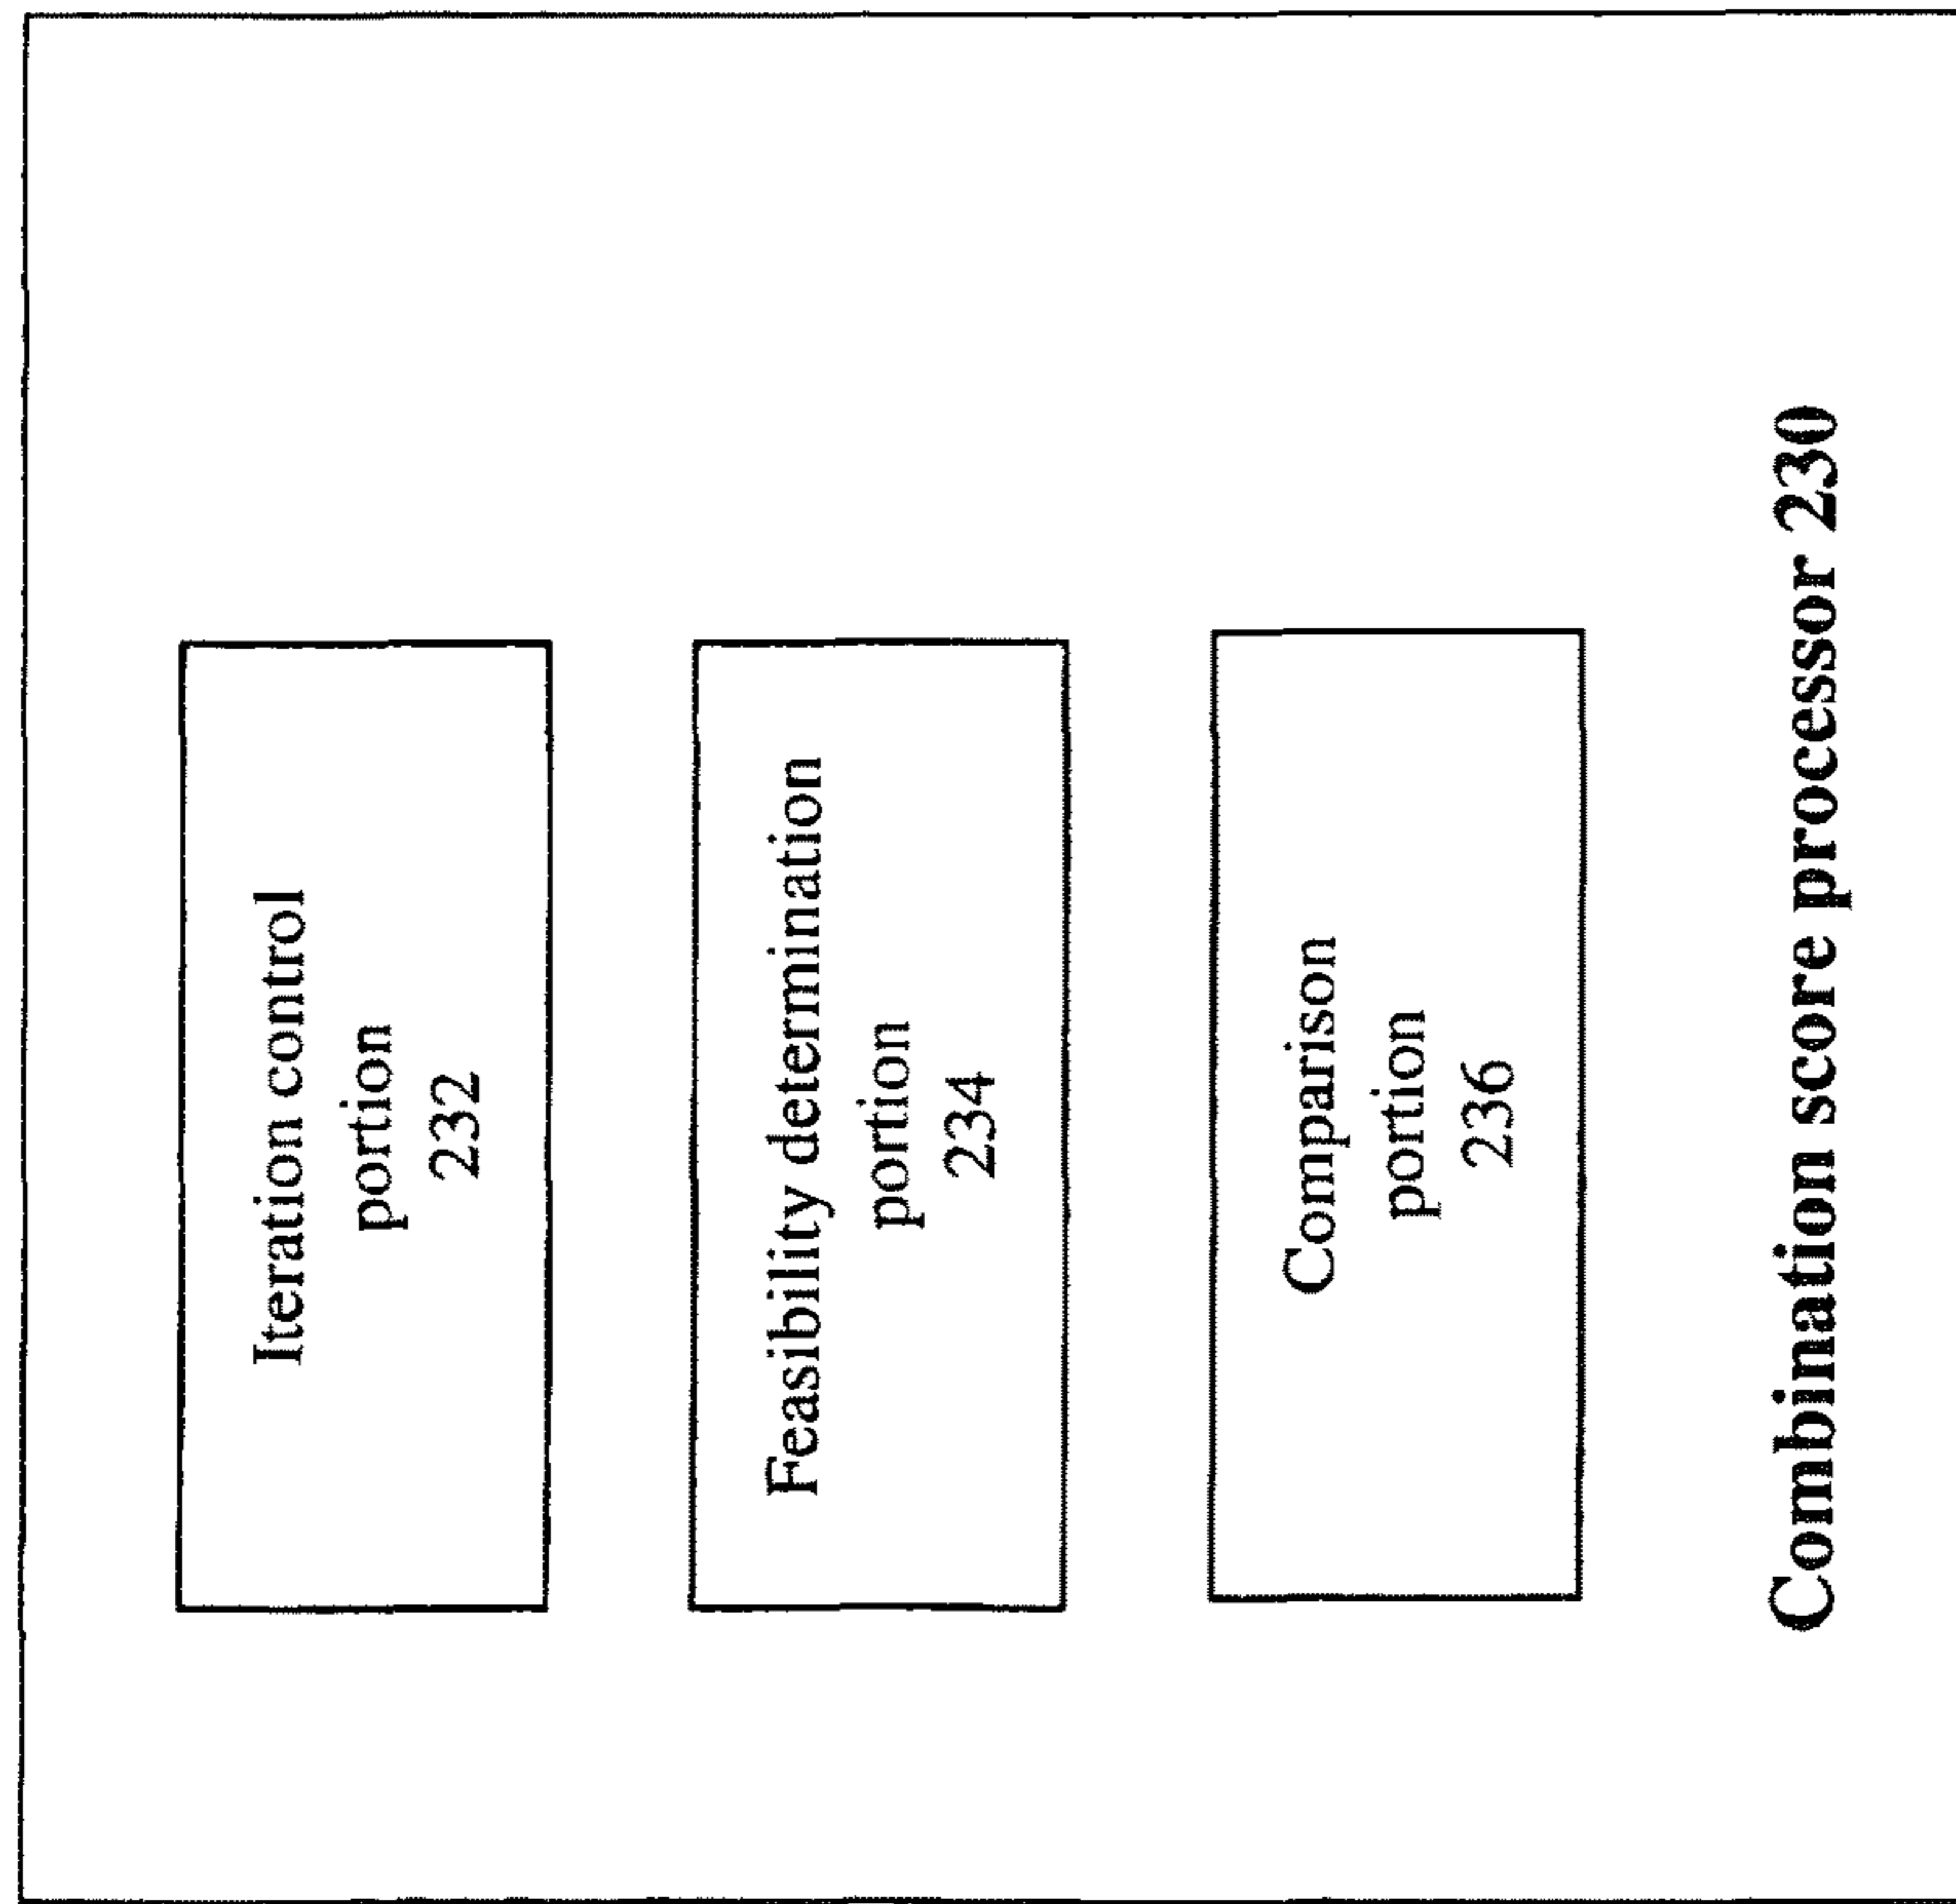 Iteration control
portion
232
Feasibility determination
portion
234
Comparison
portion
236
Combination score processor 230